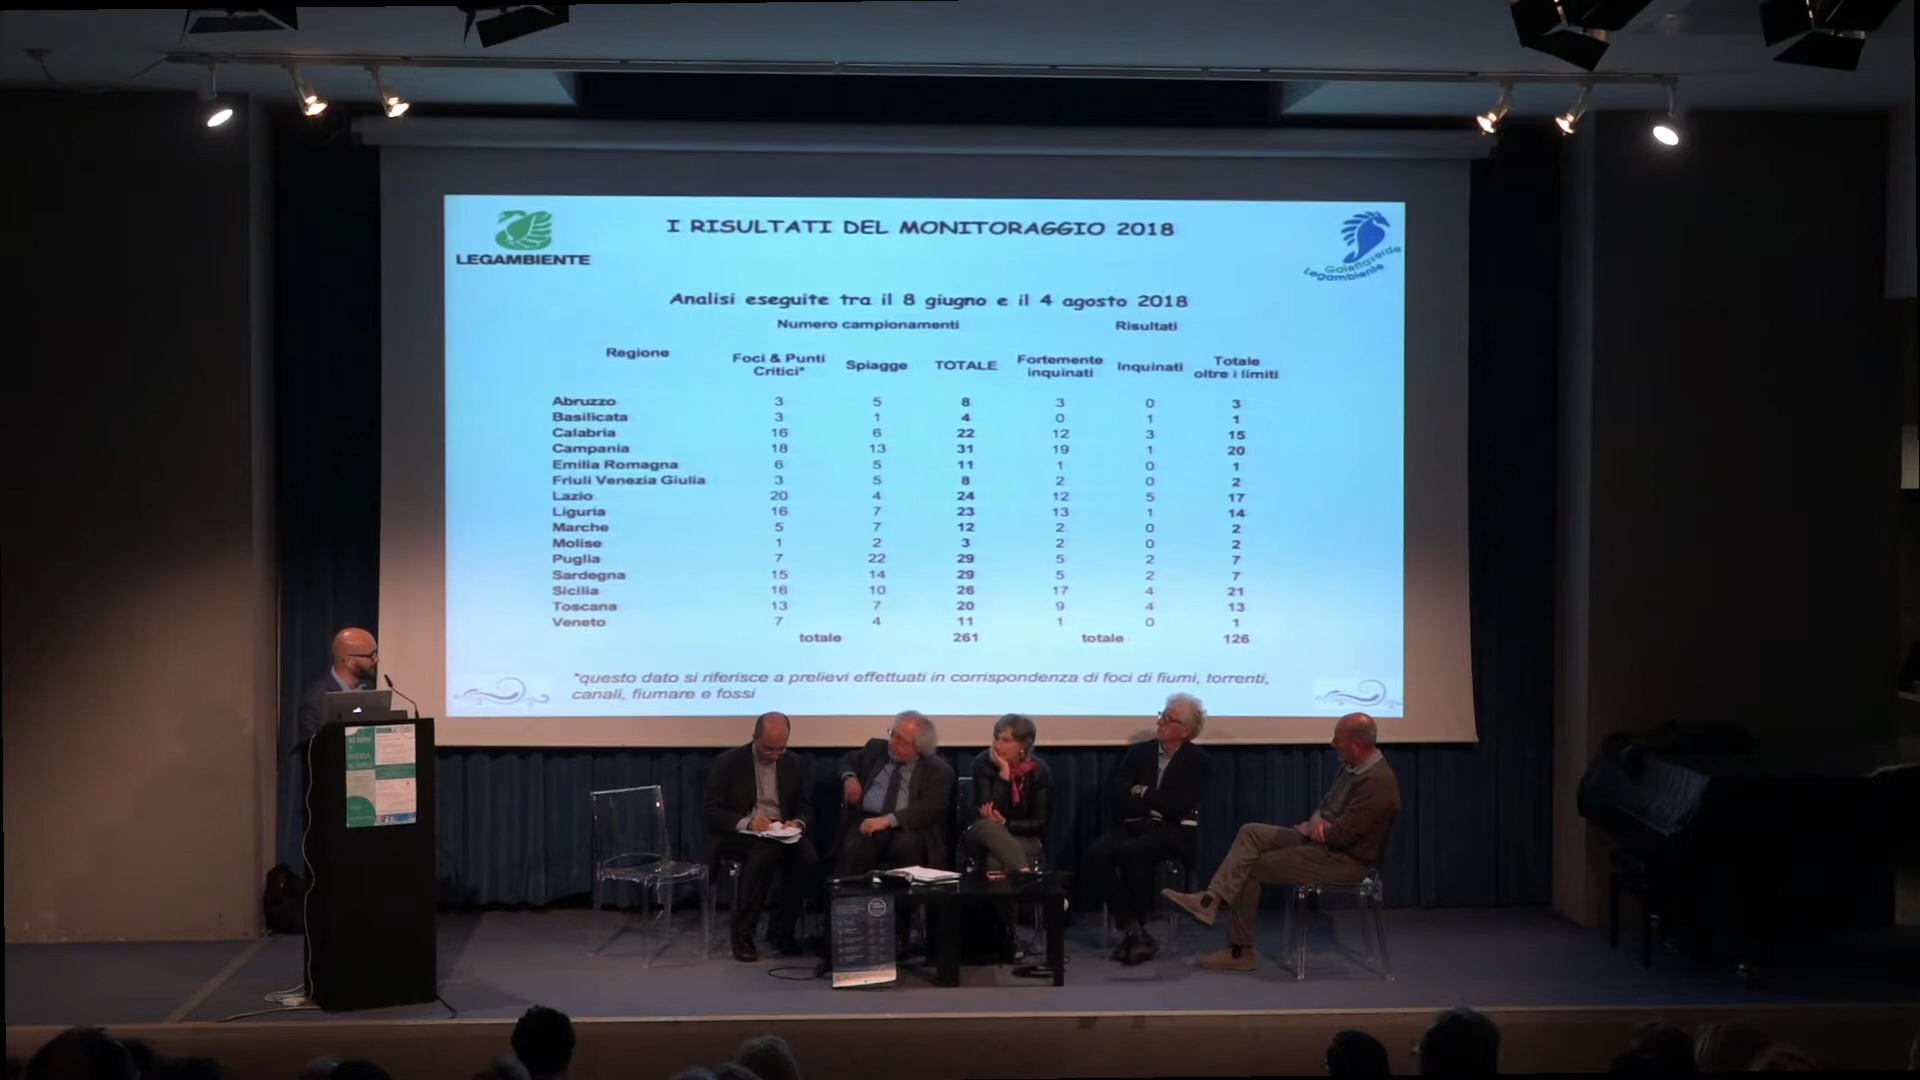 I RISULTATI DEL MONITORAGGIO 2018
LEGAMBIENTE
Goletta verde
Legambiente
Analisi eseguite tra il 8 giugno e il 4 agosto 2018
Numero campionamenti Risultati
Regione Foci & Punti Critici* Spiagge TOTALE Fortemente inquinati Inquinati Totale oltre i limiti
Abruzzo 3 5 8 3 0 3
Basilicata 3 1 4 0 1 1
Calabria 16 6 22 12 3 15
Campania 18 13 31 19 1 20
Emilia Romagna 6 5 11 1 0 1
Friuli Venezia Giulia 3 5 8 2 0 2
Lazio 20 4 24 12 5 17
Liguria 16 7 23 13 1 14
Marche 5 7 12 2 0 2
Molise 1 2 3 2 0 2
Puglia 7 22 29 5 2 7
Sardegna 15 14 29 5 2 7
Sicilia 16 10 26 17 4 21
Toscana 13 7 20 9 4 13
Veneto 7 4 11 1 0 1
totale 261 totale 126
*questo dato si riferisce a prelievi effettuati in corrispondenza di foci di fiumi, torrenti,
canali, fiumare e fossi